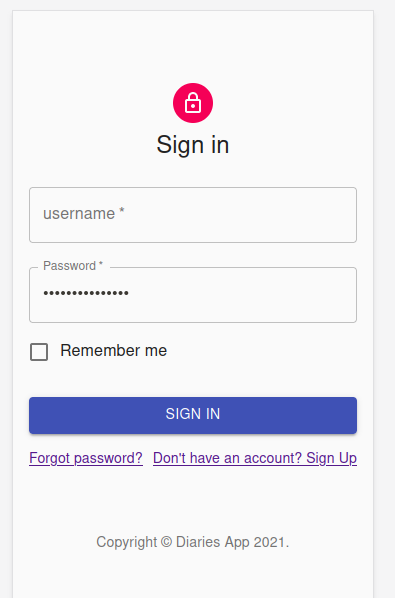 Sign in
username *
Password *
•••••••••••••••
Remember me
SIGN IN
Forgot password? Don't have an account? Sign Up
Copyright © Diaries App 2021.